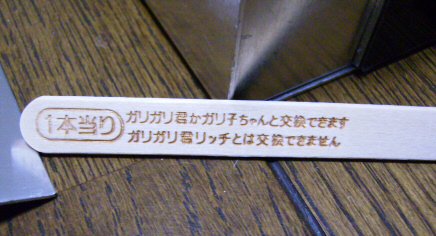 1本当り
ガリガリ君かガリ子ちゃんと交換できます
ガリガリ君リッチとは交換できません